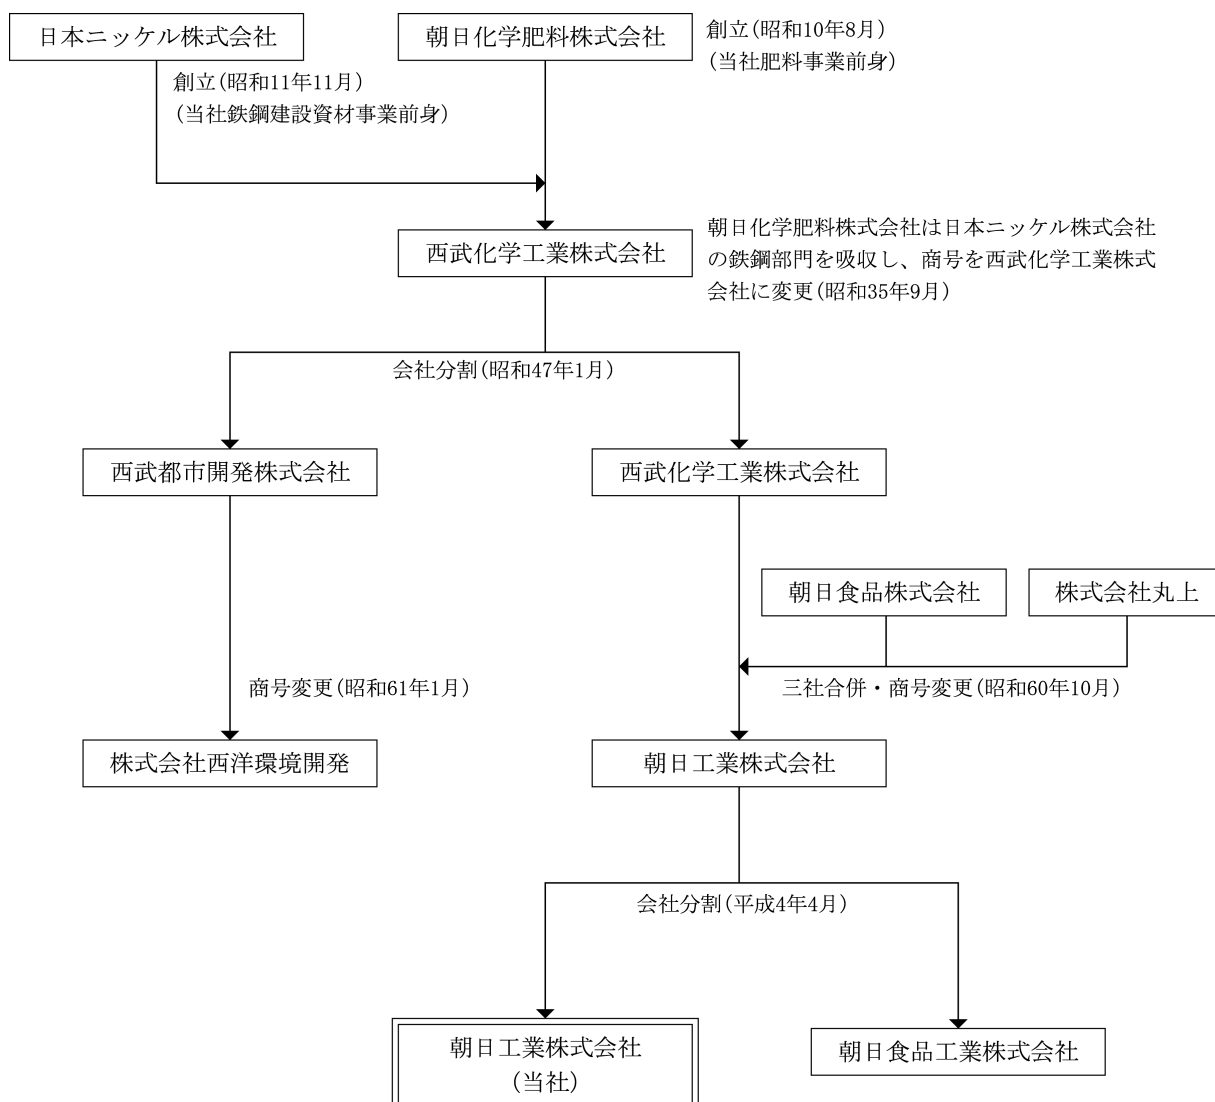 日本ニッケル株式会社
創立(昭和11年11月)
(当社鉄鋼建設資材事業前身)
朝日化学肥料株式会社
創立(昭和10年8月)
(当社肥料事業前身)
西武化学工業株式会社
朝日化学肥料株式会社は日本ニッケル株式会社
の鉄鋼部門を吸収し、商号を西武化学工業株式
会社に変更(昭和35年9月)
会社分割(昭和47年1月)
西武都市開発株式会社
西武化学工業株式会社
朝日食品株式会社
株式会社丸上
商号変更(昭和61年1月)
三社合併・商号変更(昭和60年10月)
株式会社西洋環境開発
朝日工業株式会社
会社分割(平成4年4月)
朝日工業株式会社
(当社)
朝日食品工業株式会社